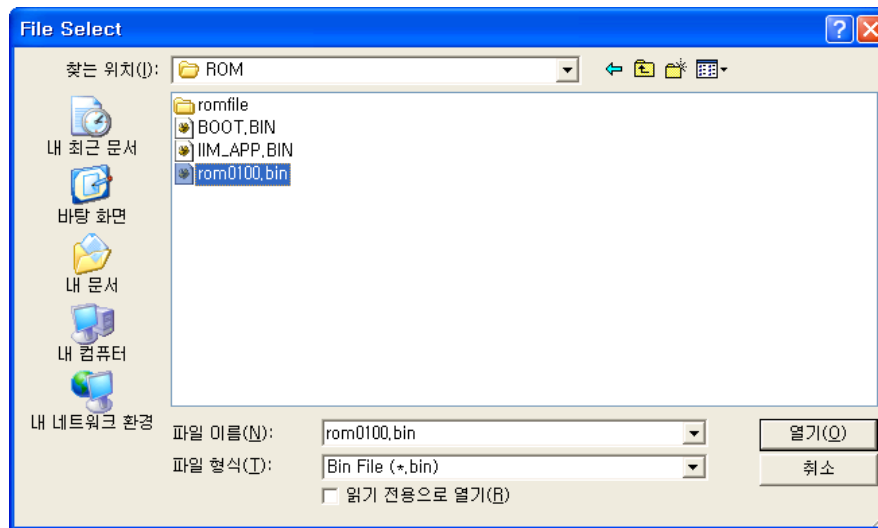 File Select
찾는 위치(I):
ROM
romfile
BOOT.BIN
IIM_APP.BIN
rom0100.bin
내 최근 문서
바탕 화면
내 문서
내 컴퓨터
내 네트워크 환경
파일 이름(N):
rom0100.bin
열기(O)
파일 형식(T):
Bin File (*.bin)
취소
읽기 전용으로 열기(R)